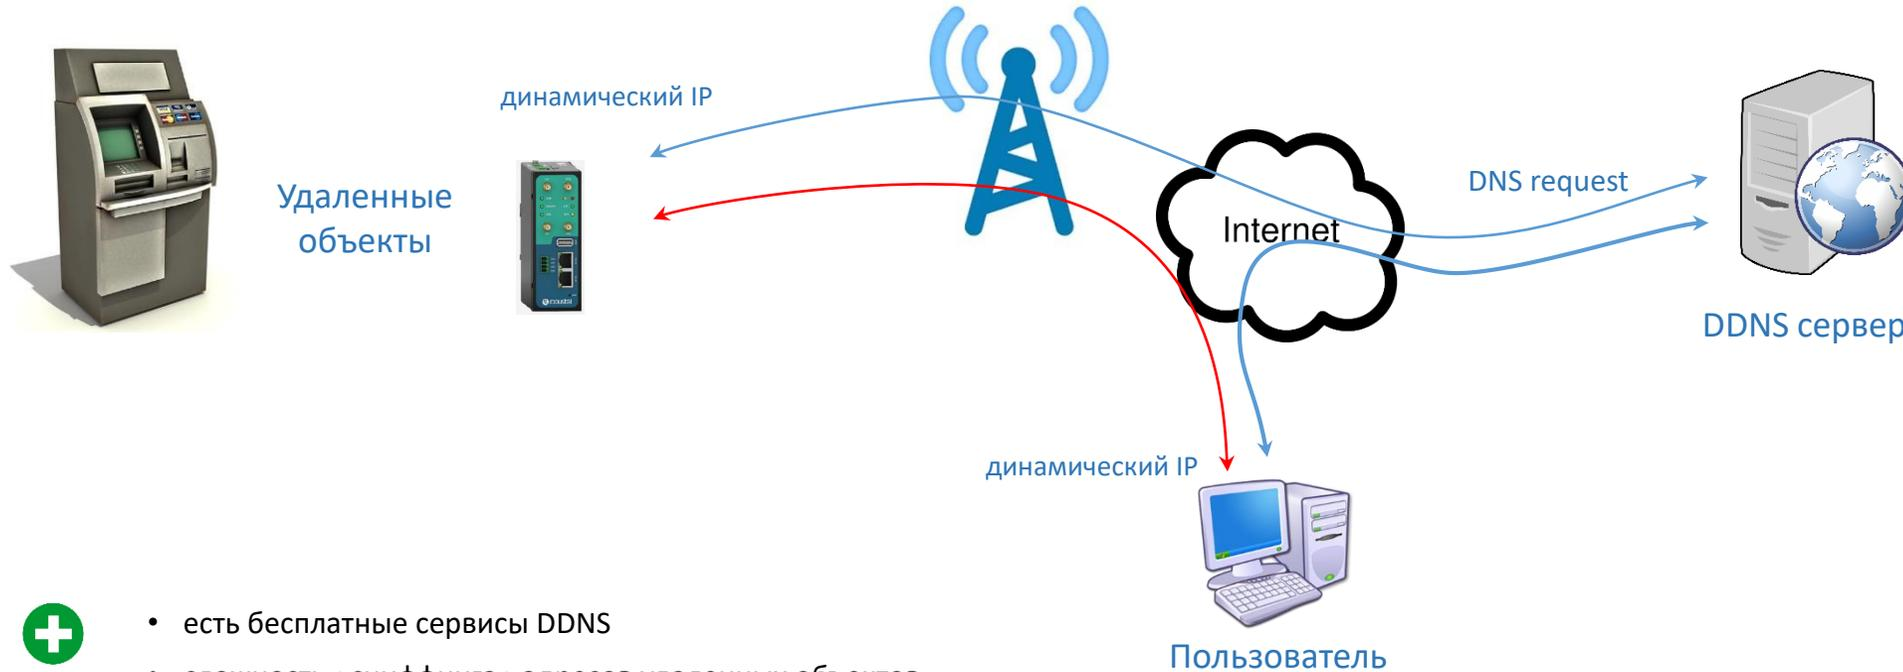 динамический IP
DNS request
Удаленные
объекты
Internet
DDNS сервер
динамический IP
• есть бесплатные сервисы DDNS
Пользователь